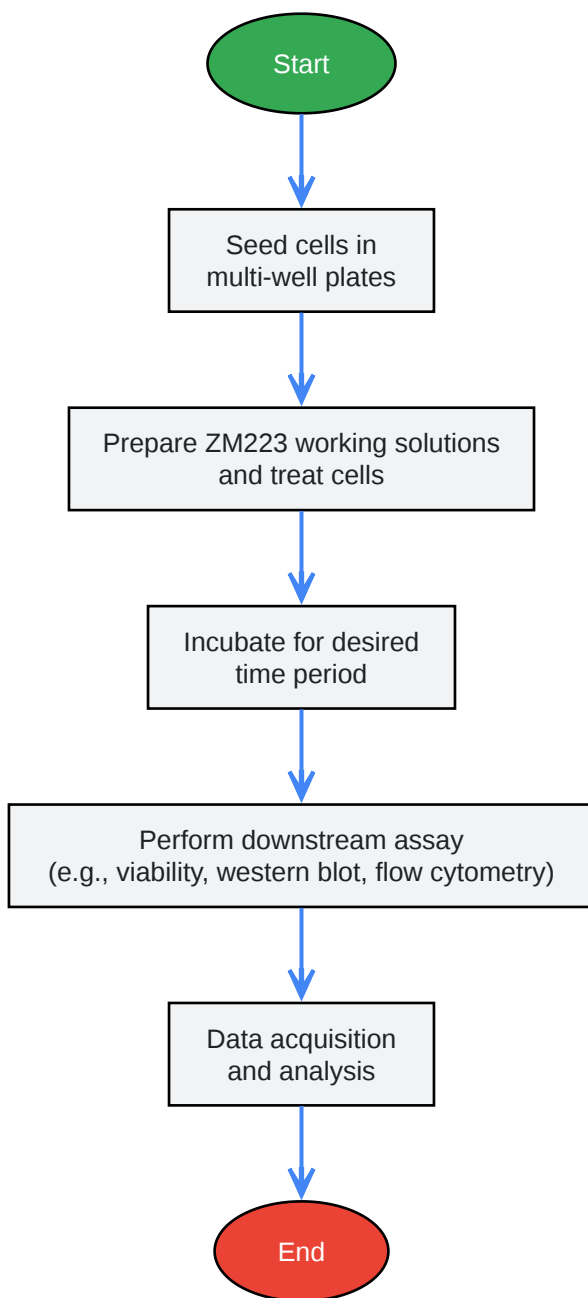 Start
Seed cells in
multi-well plates
Prepare ZM223 working solutions
and treat cells
Incubate for desired
time period
Perform downstream assay
(e.g., viability, western blot, flow cytometry)
Data acquisition
and analysis
End